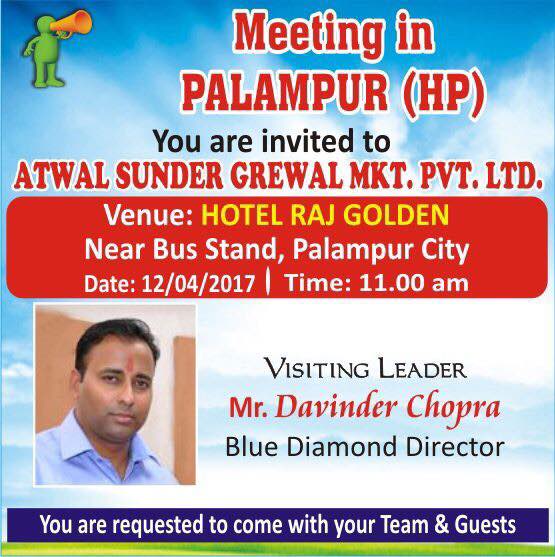 Meeting in
PALAMPUR (HP)
You are invited to
ATWAL SUNDER GREWAL MKT. PVT. LTD.
Venue: HOTEL RAJ GOLDEN
Near Bus Stand, Palampur City
Date: 12/04/2017 | Time: 11.00 am
VISITING LEADER
Mr. Davinder Chopra
Blue Diamond Director
You are requested to come with your Team & Guests